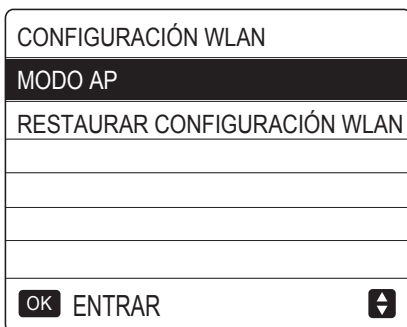 CONFIGURACIÓN WLAN
MODO AP
RESTAURAR CONFIGURACIÓN WLAN
OK ENTRAR